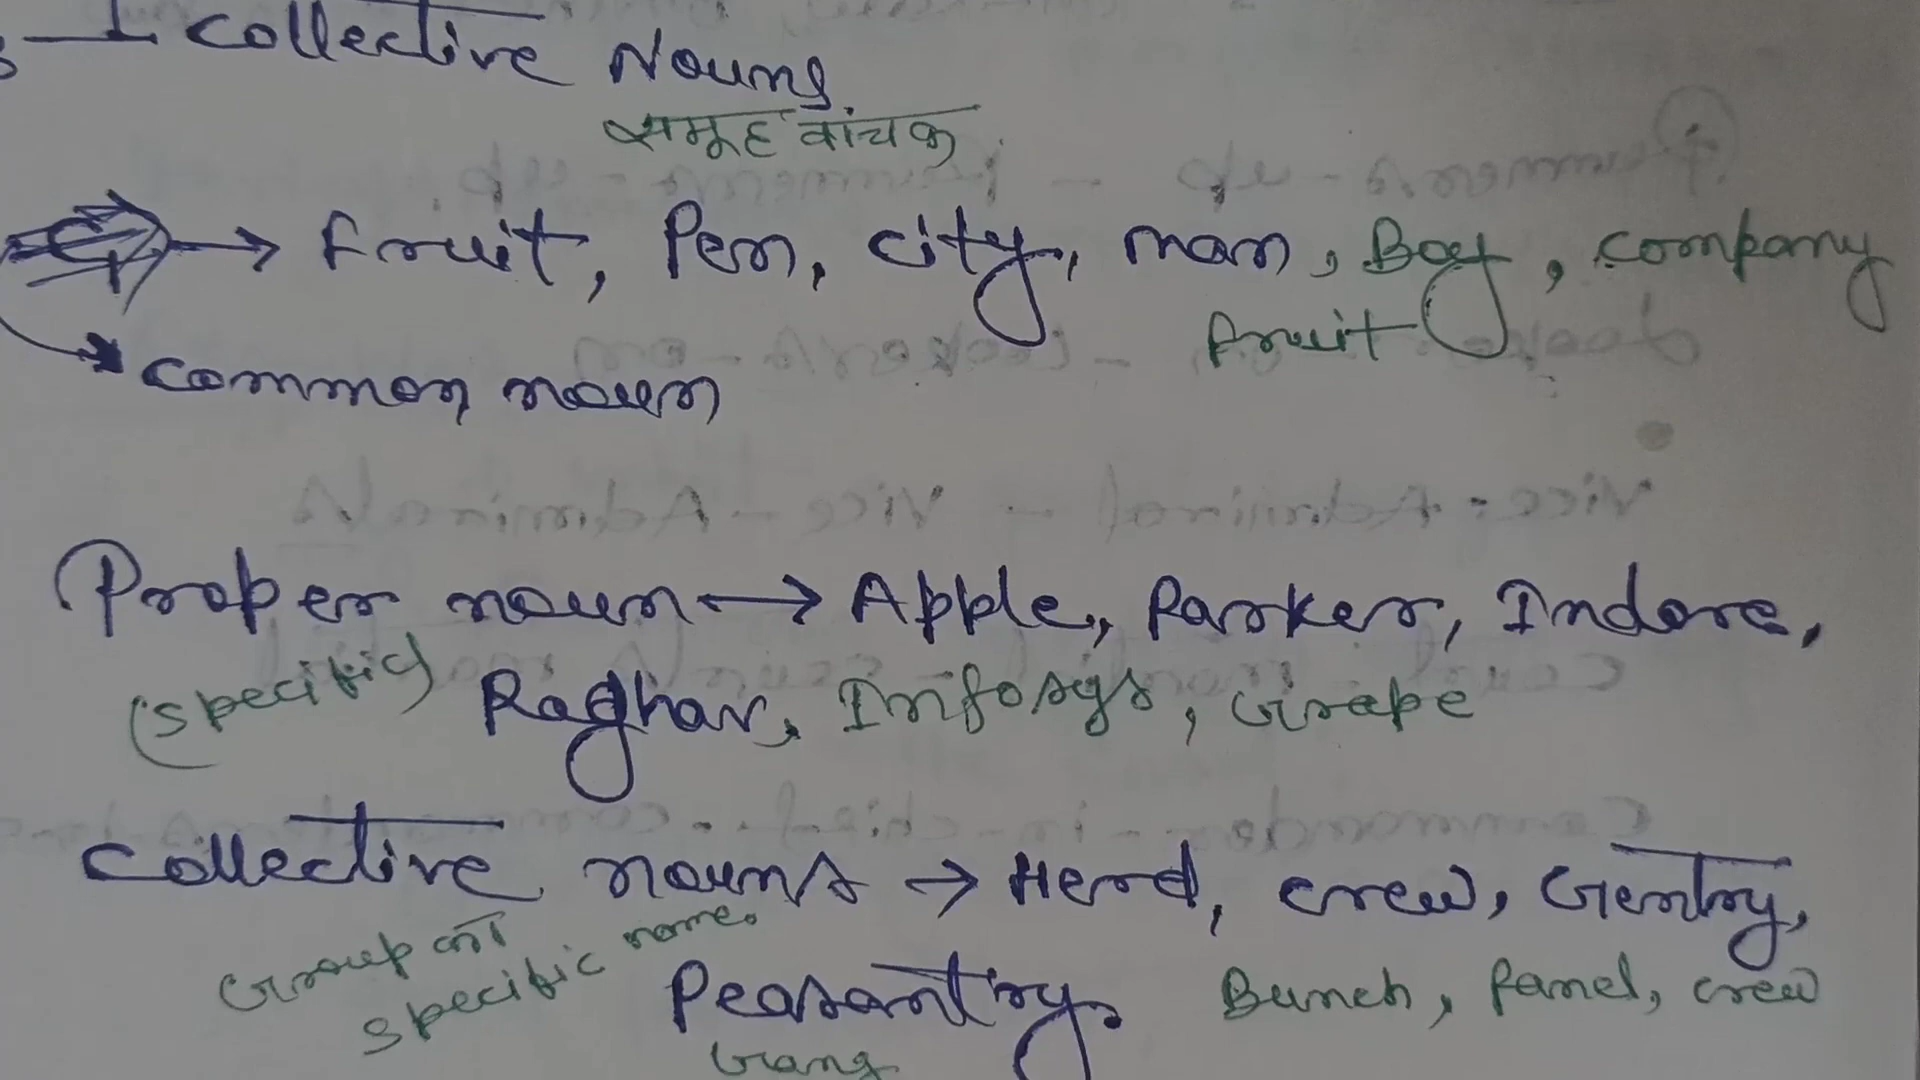 Collective Nouns
समूह वाचक
→ fruit, Pen, city, man, Boy, company
fruit
common noun
Proper noun → Apple, Parker, Indore,
(specific) Raghav, Infosys, Grape
Collective nouns → Herd, crew, Gentry,
Group का specific name.
Peasantry. Bunch, Panel, crew
Gang